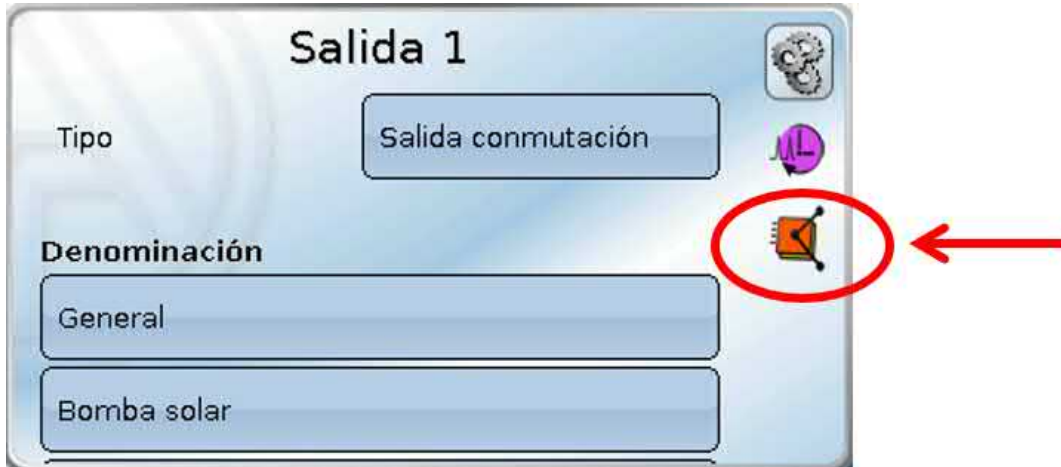 Salida 1
Tipo
Salida conmutación
Denominación
General
Bomba solar